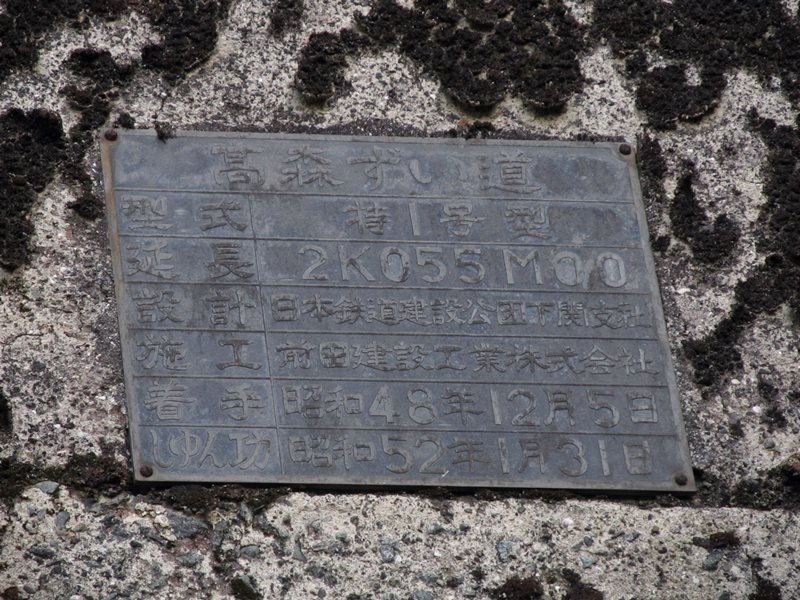 高森ずい道
型式 特1号型
延長 2K055M00
設計 日本鉄道建設公団下関支社
施工 前田建設工業株式会社
着手 昭和48年12月5日
しゆん功 昭和52年1月31日